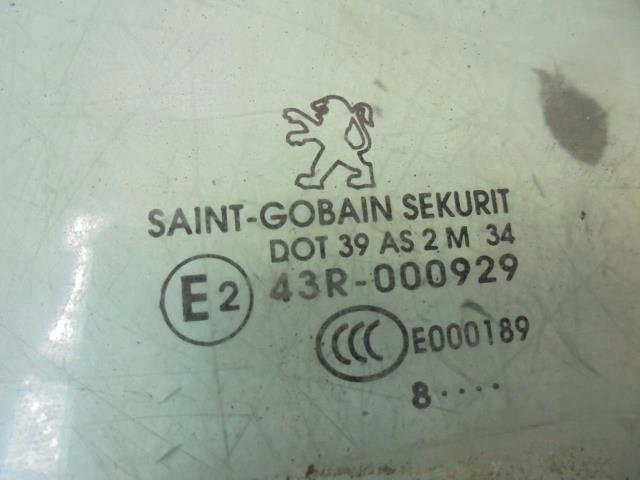 SAINT-GOBAIN SEKURIT
DOT 39 AS 2 M 34
E2 43R-000929
CCC E000189
8 ....